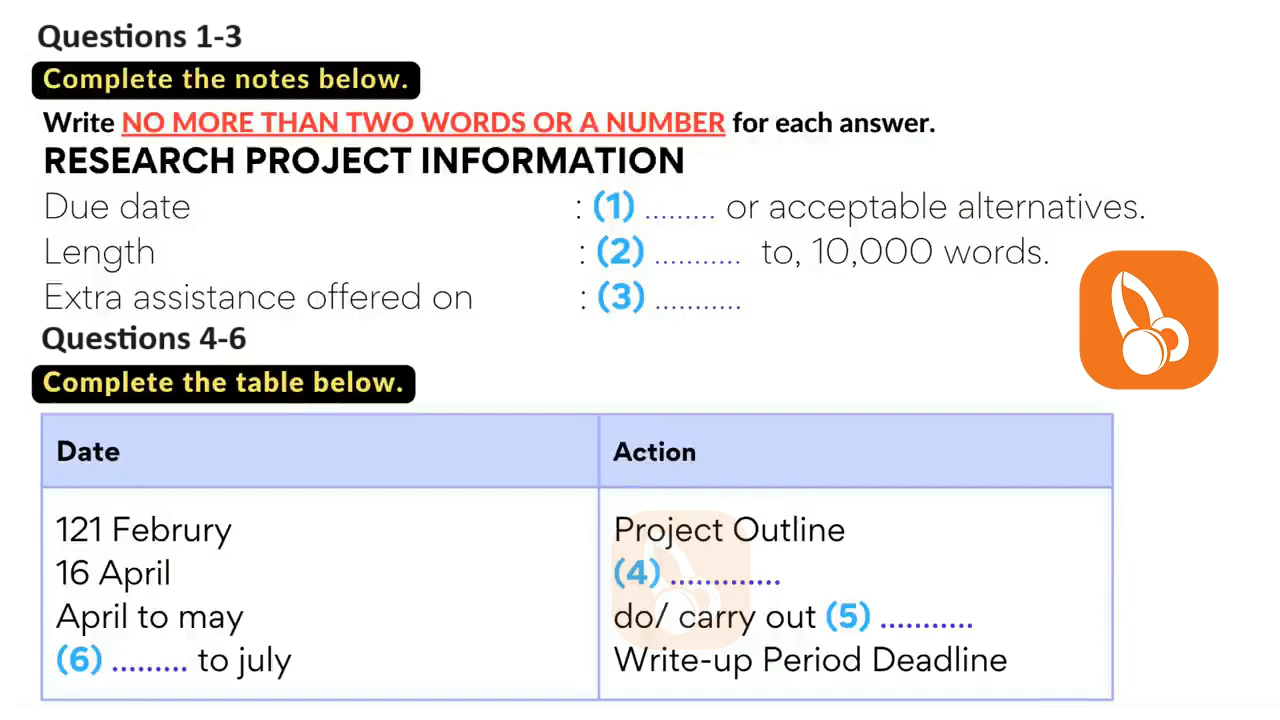 Questions 1-3
Complete the notes below.
Write NO MORE THAN TWO WORDS OR A NUMBER for each answer.
RESEARCH PROJECT INFORMATION
Due date : (1) ......... or acceptable alternatives.
Length : (2) ........... to, 10,000 words.
Extra assistance offered on : (3) ...........
Questions 4-6
Complete the table below.
Date Action
121 Februry Project Outline
16 April (4) .............
April to may do/ carry out (5) ...........
(6) ......... to july Write-up Period Deadline